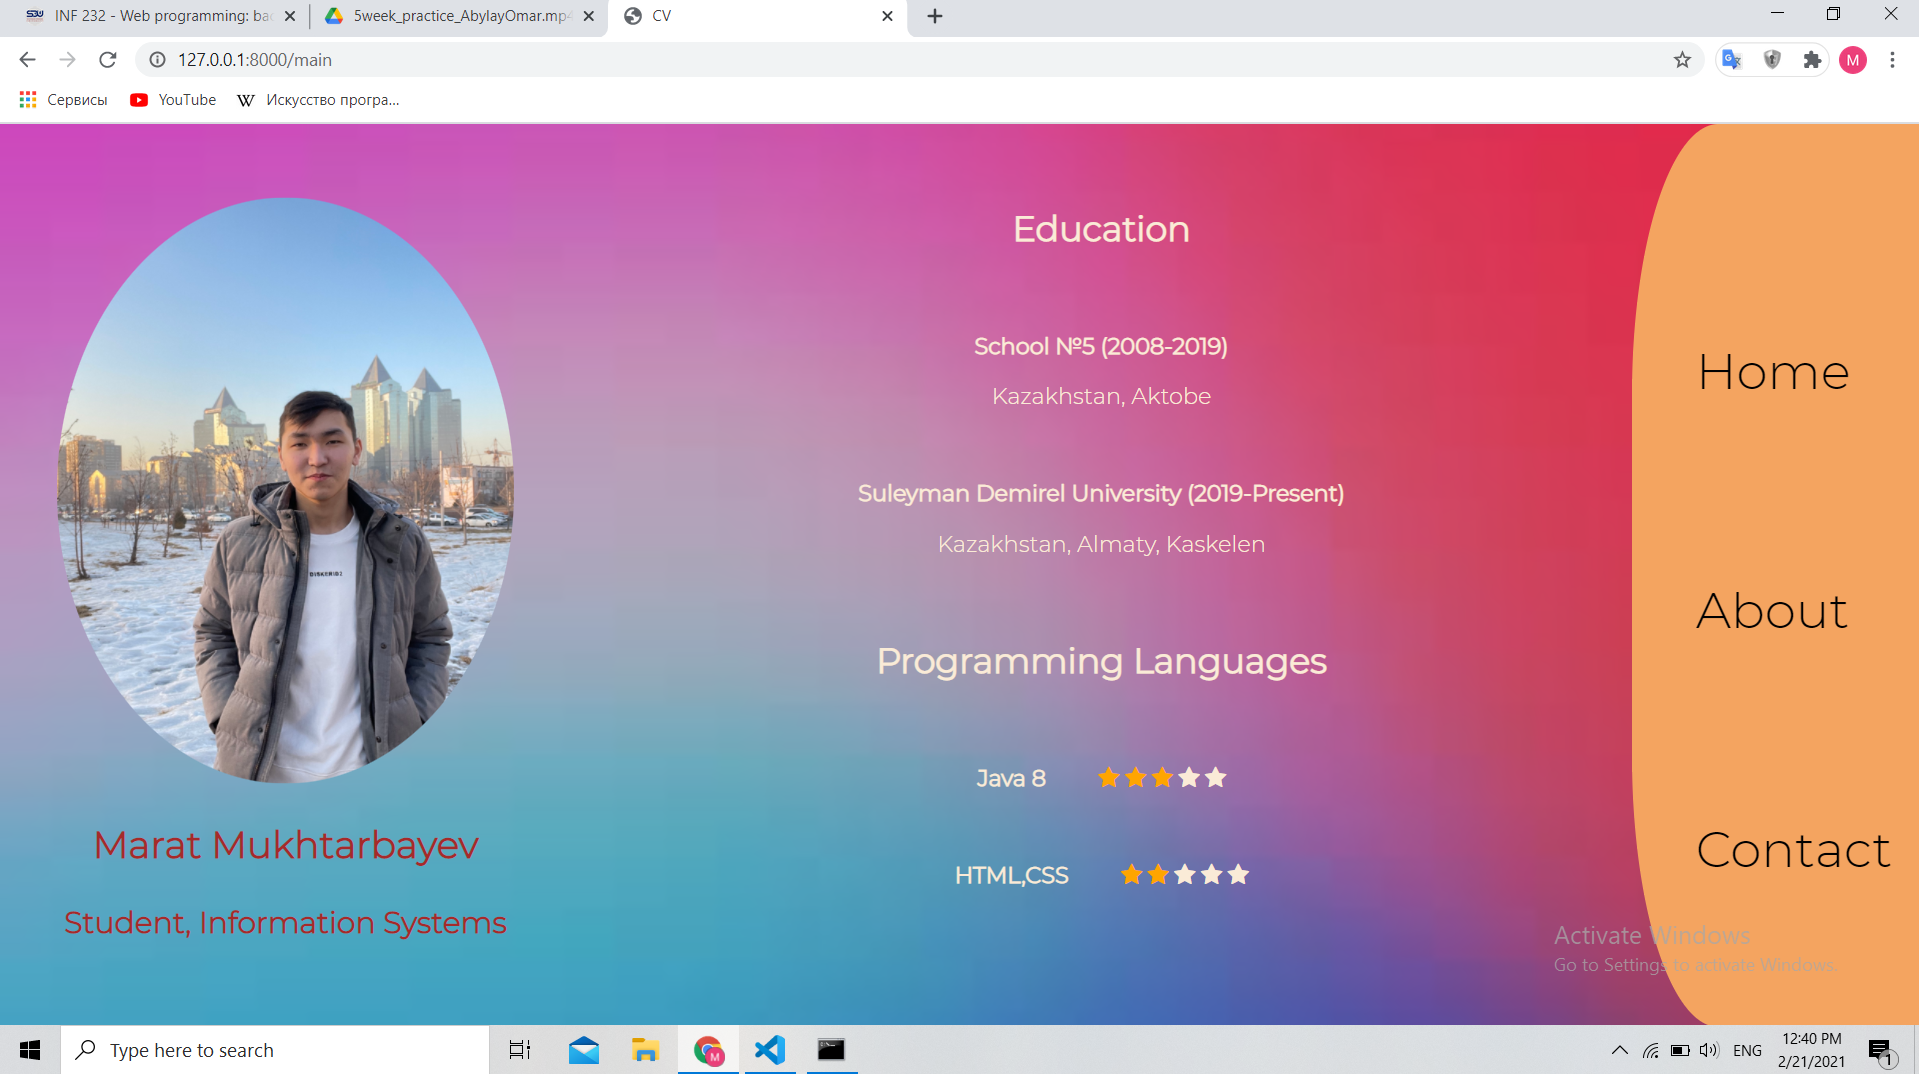 INF 232 - Web programming: bac
5week_practice_AbylayOmar.mp4
CV
127.0.0.1:8000/main
M
Сервисы
YouTube
W
Искусство програ...
Education
School №5 (2008-2019)
Kazakhstan, Aktobe
Suleyman Demirel University (2019-Present)
Kazakhstan, Almaty, Kaskelen
Programming Languages
Java 8
HTML,CSS
Marat Mukhtarbayev
Student, Information Systems
Home
About
Contact
Activate Windows
Go to Settings to activate Windows.
Type here to search
M
ENG
12:40 PM
2/21/2021
1